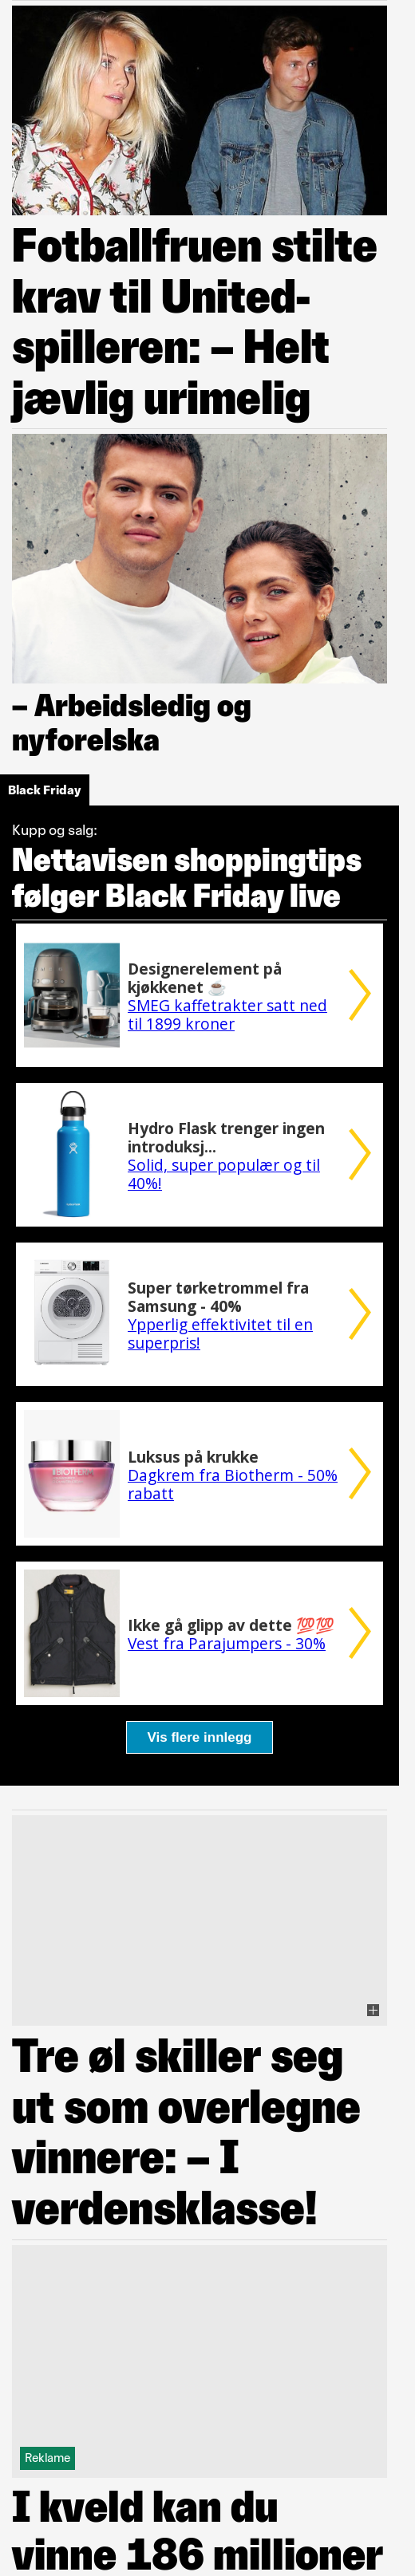 Fotballfruen stilte
krav til United-
spilleren: – Helt
jævlig urimelig
– Arbeidsledig og
nyforelska
Black Friday
Kupp og salg:
Nettavisen shoppingtips
følger Black Friday live
Designerelement på
kjøkkenet ☕
SMEG kaffetrakter satt ned
til 1899 kroner
Hydro Flask trenger ingen
introduksj...
Solid, super populær og til
40%!
Super tørketrommel fra
Samsung - 40%
Ypperlig effektivitet til en
superpris!
Luksus på krukke
Dagkrem fra Biotherm - 50%
rabatt
Ikke gå glipp av dette 💯💯
Vest fra Parajumpers - 30%
Vis flere innlegg
Tre øl skiller seg
ut som overlegne
vinnere: – I
verdensklasse!
Reklame
I kveld kan du
vinne 186 millioner